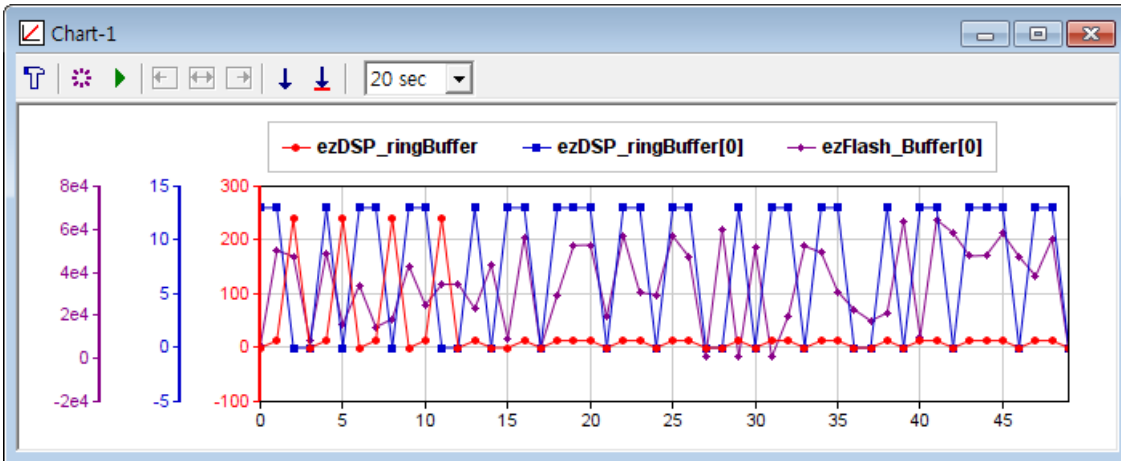 Chart-1
20 sec
ezDSP_ringBuffer ezDSP_ringBuffer[0] ezFlash_Buffer[0]
8e4 15 300
6e4 10 200
4e4
2e4 5 100
0 0 0
-2e4 -5 -100
0 5 10 15 20 25 30 35 40 45